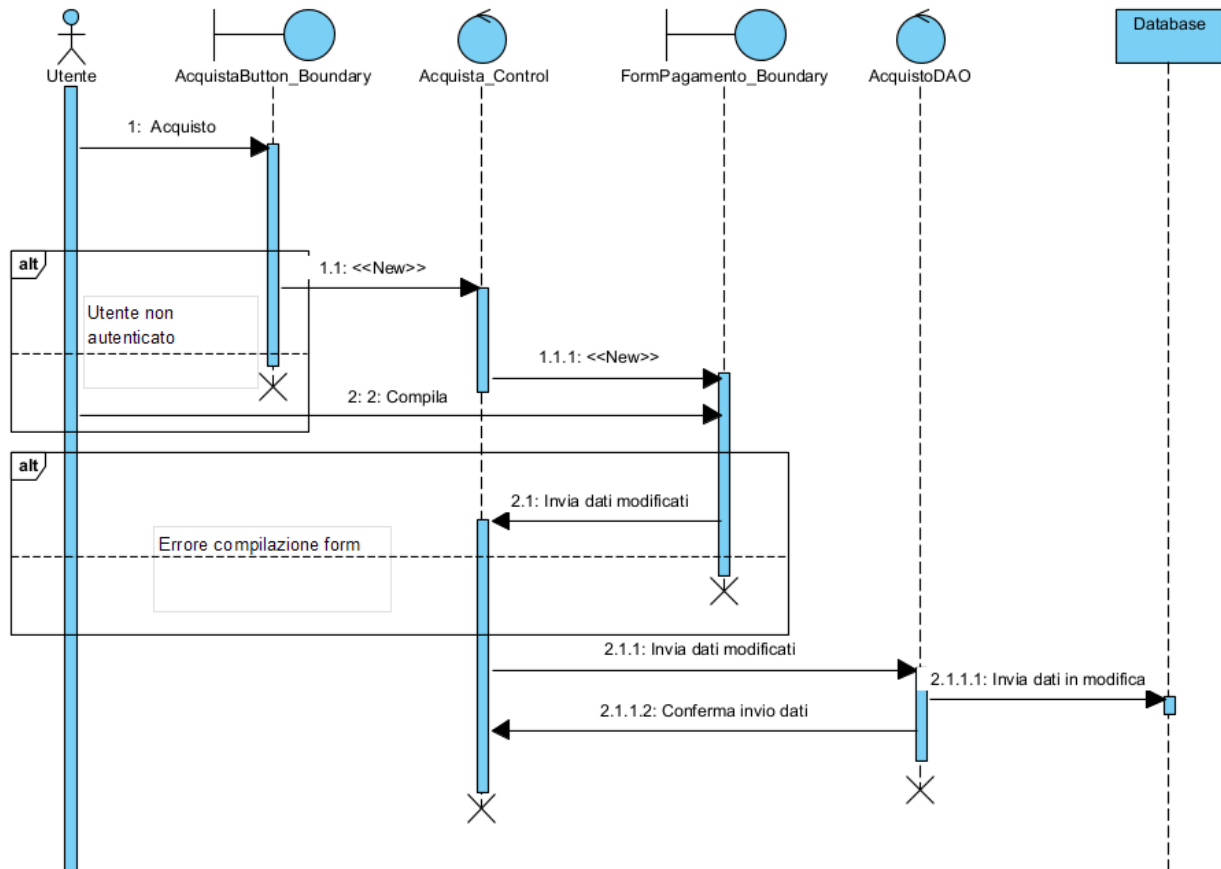 Database
Utente
AcquistaButton_Boundary
Acquista_Control
FormPagamento_Boundary
AcquistoDAO
1: Acquisto
alt
1.1: <<New>>
Utente non
autenticato
1.1.1: <<New>>
2: 2: Compila
alt
2.1: Invia dati modificati
Errore compilazione form
2.1.1: Invia dati modificati
2.1.1.1: Invia dati in modifica
2.1.1.2: Conferma invio dati